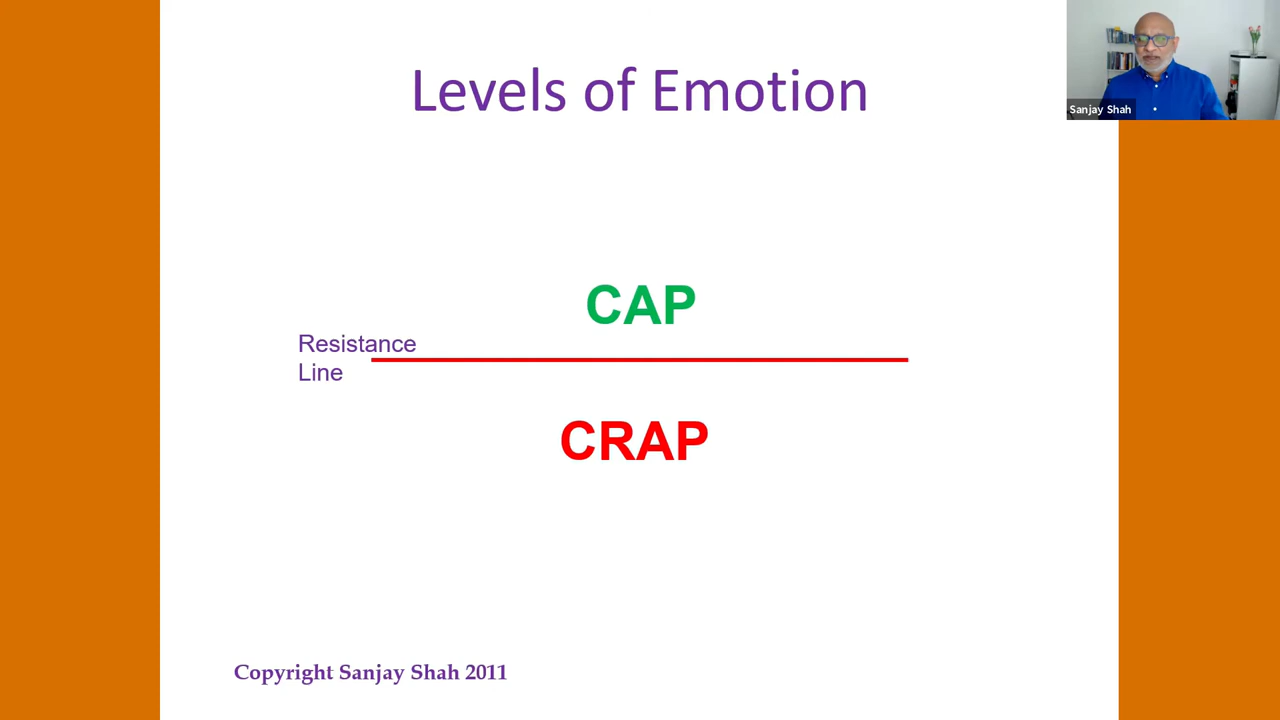 Levels of Emotion
Sanjay Shah
CAP
Resistance
Line
CRAP
Copyright Sanjay Shah 2011